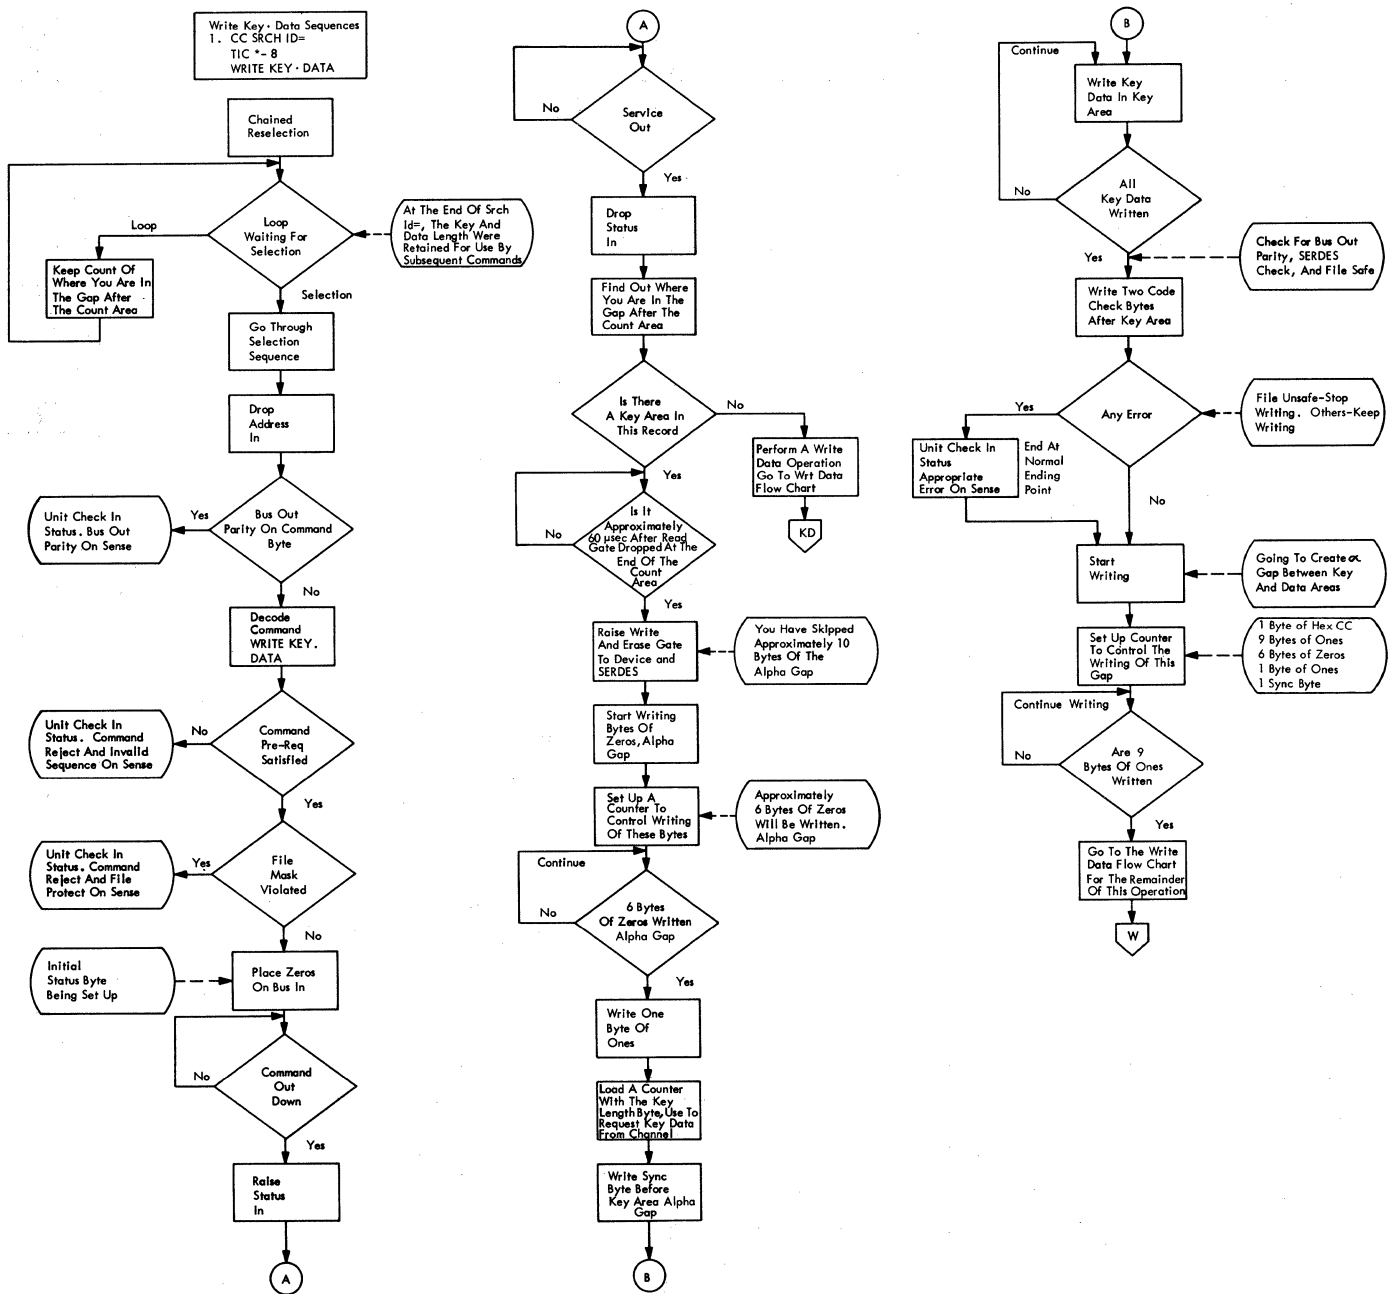 Write Key · Data Sequences
1. CC SRCH ID=
TIC *- 8
WRITE KEY · DATA
Chained
Reselection
Loop
Waiting For
Selection
Loop
At The End Of Srch
Id=, The Key And
Data Length Were
Retained For Use By
Subsequent Commands
Keep Count Of
Where You Are In
The Gap After
The Count Area
Selection
Go Through
Selection
Sequence
Drop
Address
In
Bus Out
Parity On Command
Byte
Yes
Unit Check In
Status. Bus Out
Parity On Sense
No
Decode
Command
WRITE KEY.
DATA
Command
Pre-Req
Satisfied
No
Unit Check In
Status. Command
Reject And Invalid
Sequence On Sense
Yes
File
Mask
Violated
Yes
Unit Check In
Status. Command
Reject And File
Protect On Sense
No
Initial
Status Byte
Being Set Up
Place Zeros
On Bus In
Command
Out
Down
No
Yes
Raise
Status
In
A
A
Service
Out
No
Yes
Drop
Status
In
Find Out Where
You Are In The
Gap After The
Count Area
Is There
A Key Area In
This Record
No
Perform A Write
Data Operation
Go To Wrt Data
Flow Chart
KD
Yes
Is It
Approximately
60 µsec After Read
Gate Dropped At The
End Of The
Count
Area
No
Yes
Raise Write
And Erase Gate
To Device and
SERDES
You Have Skipped
Approximately 10
Bytes Of The
Alpha Gap
Start Writing
Bytes Of
Zeros, Alpha
Gap
Set Up A
Counter To
Control Writing
Of These Bytes
Approximately
6 Bytes Of Zeros
Will Be Written.
Alpha Gap
Continue
6 Bytes
Of Zeros Written
Alpha Gap
No
Yes
Write One
Byte Of
Ones
Load A Counter
With The Key
Length Byte, Use To
Request Key Data
From Channel
Write Sync
Byte Before
Key Area Alpha
Gap
B
B
Continue
Write Key
Data In Key
Area
All
Key Data
Written
No
Yes
Check For Bus Out
Parity, SERDES
Check, And File Safe
Write Two Code
Check Bytes
After Key Area
Any Error
Yes
File Unsafe-Stop
Writing. Others-Keep
Writing
Unit Check In
Status
Appropriate
Error On Sense
End At
Normal
Ending
Point
No
Start
Writing
Going To Create α
Gap Between Key
And Data Areas
Set Up Counter
To Control The
Writing Of This
Gap
1 Byte of Hex CC
9 Bytes of Ones
6 Bytes of Zeros
1 Byte of Ones
1 Sync Byte
Continue Writing
Are 9
Bytes Of Ones
Written
No
Yes
Go To The Write
Data Flow Chart
For The Remainder
Of This Operation
W